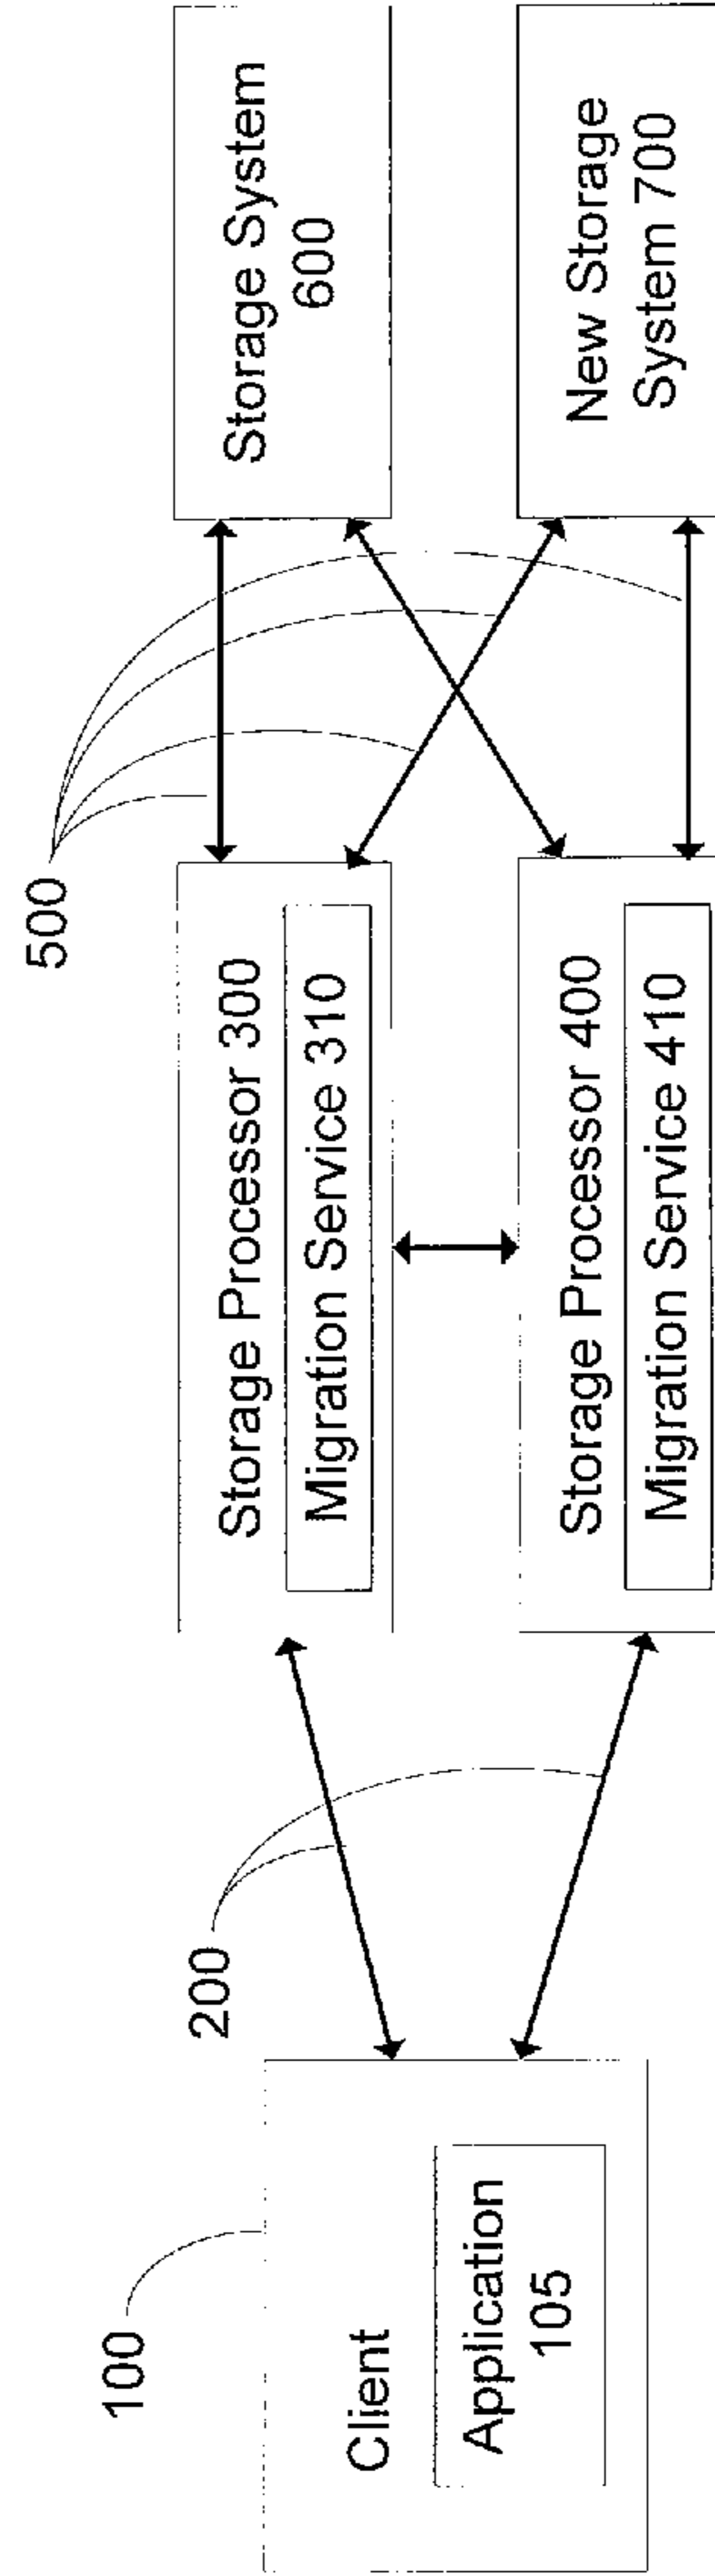 100
Client
Application
105
200
Storage Processor 300
Migration Service 310
Storage Processor 400
Migration Service 410
500
Storage System
600
New Storage
System 700